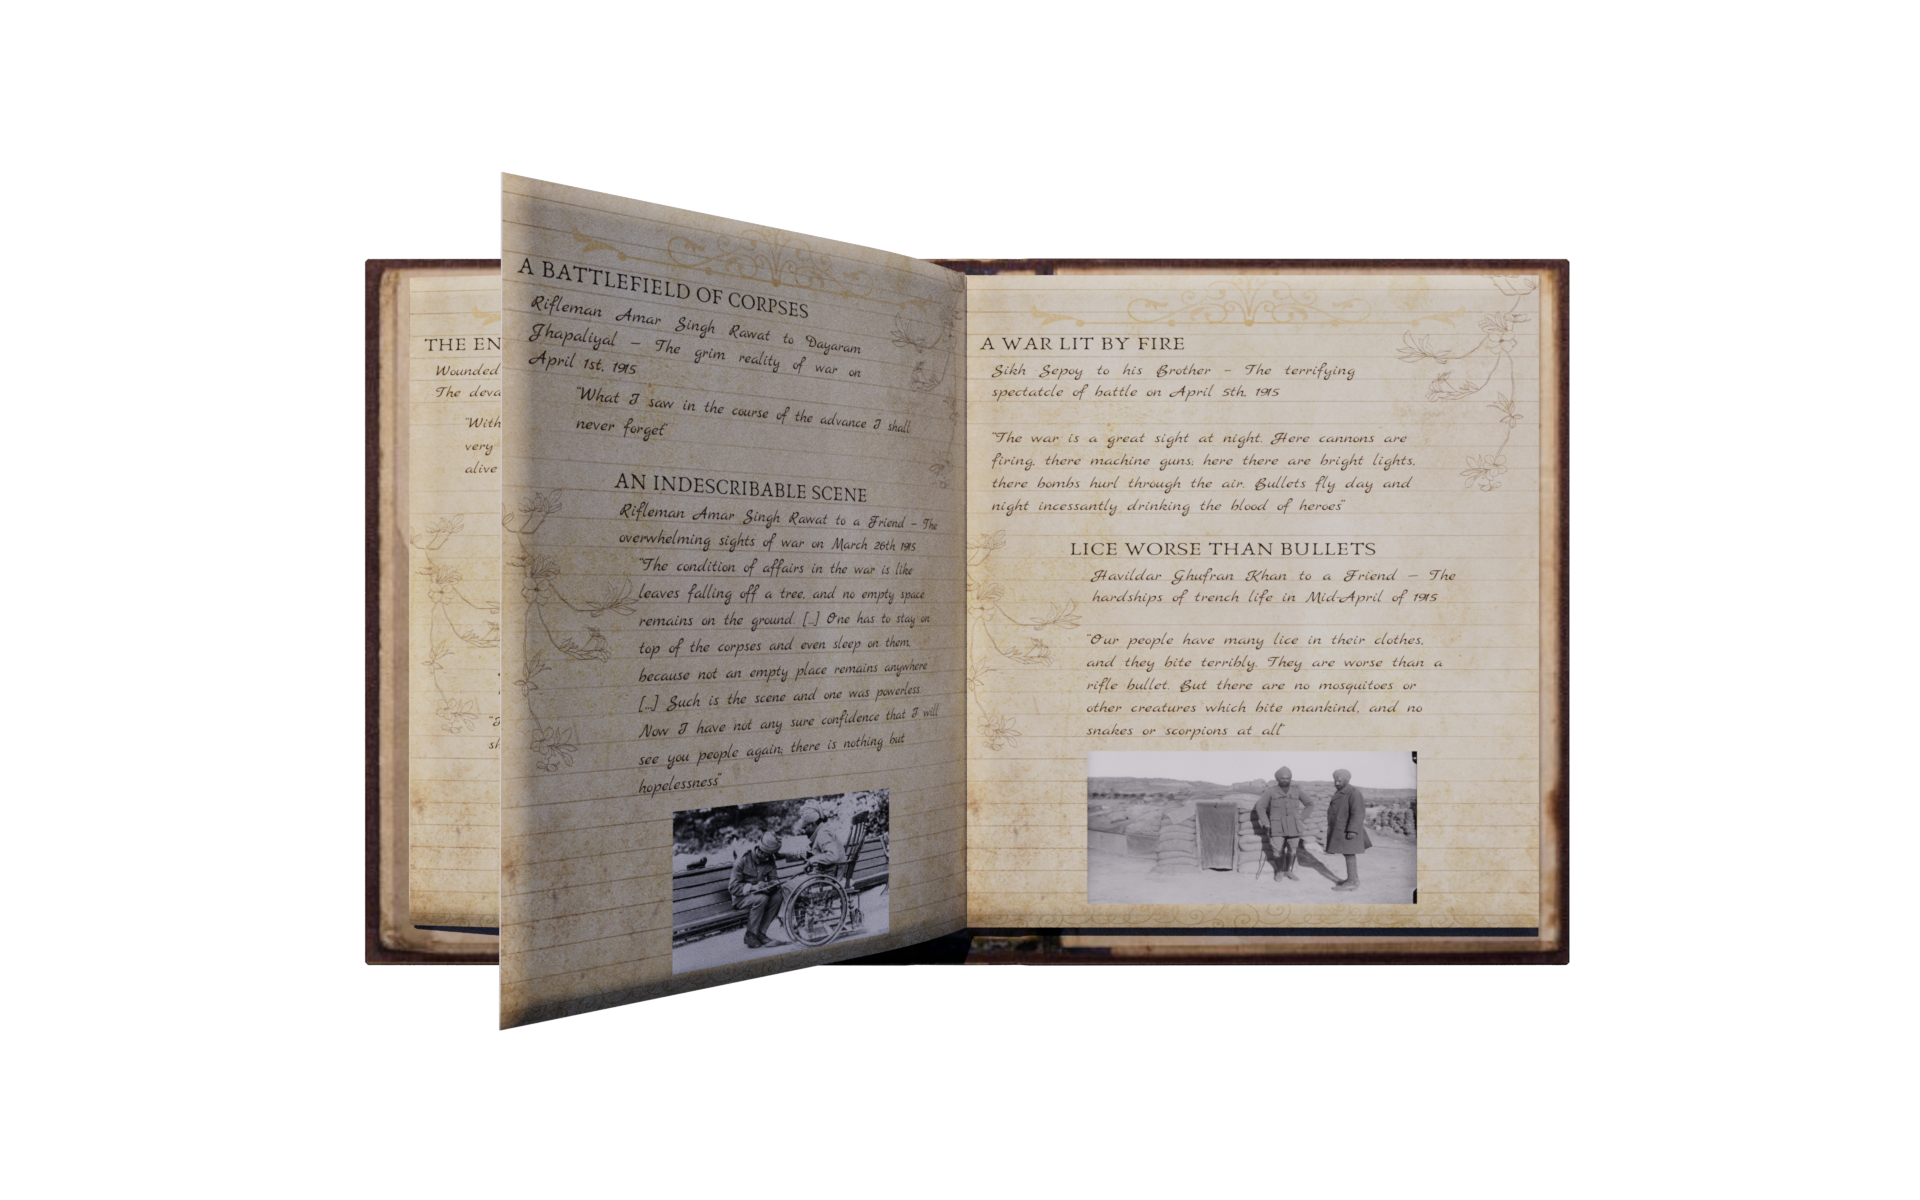 THE EN
Wounded
The deva
"With
very
alive
"J
sh
A BATTLEFIELD OF CORPSES
Rifleman Amar Singh Rawat to Dayaram
Jhapaliyal – The grim reality of war on
April 1st, 1915
"What I saw in the course of the advance I shall
never forget"
AN INDESCRIBABLE SCENE
Rifleman Amar Singh Rawat to a Friend – The
overwhelming sights of war on March 26th 1915
"The condition of affairs in the war is like
leaves falling off a tree, and no empty space
remains on the ground. [...] One has to stay on
top of the corpses and even sleep on them,
because not an empty place remains anywhere
[...] Such is the scene and one was powerless.
Now I have not any sure confidence that I will
see you people again; there is nothing but
hopelessness"
A WAR LIT BY FIRE
Sikh Sepoy to his Brother – The terrifying
spectatcle of battle on April 5th, 1915
"The war is a great sight at night. Here cannons are
firing, there machine guns; here there are bright lights,
there bombs hurl through the air. Bullets fly day and
night incessantly drinking the blood of heroes"
LICE WORSE THAN BULLETS
Havildar Ghufran Khan to a Friend – The
hardships of trench life in Mid-April of 1915
"Our people have many lice in their clothes,
and they bite terribly. They are worse than a
rifle bullet. But there are no mosquitoes or
other creatures which bite mankind, and no
snakes or scorpions at all"